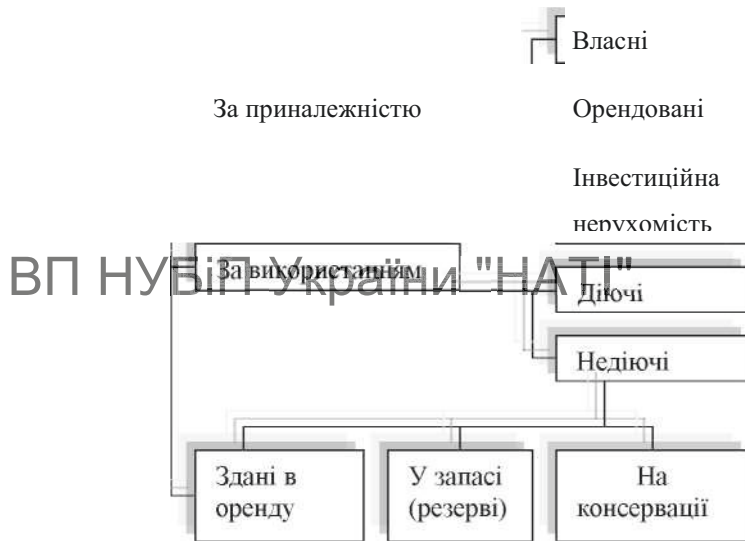 Власні
За приналежністю
Орендовані
Інвестиційна
нерухомість
За використанням
ВП НУБіП України "НАТІ"
Діючі
Недіючі
Здані в
оренду
У запасі
(резерві)
На
консервації